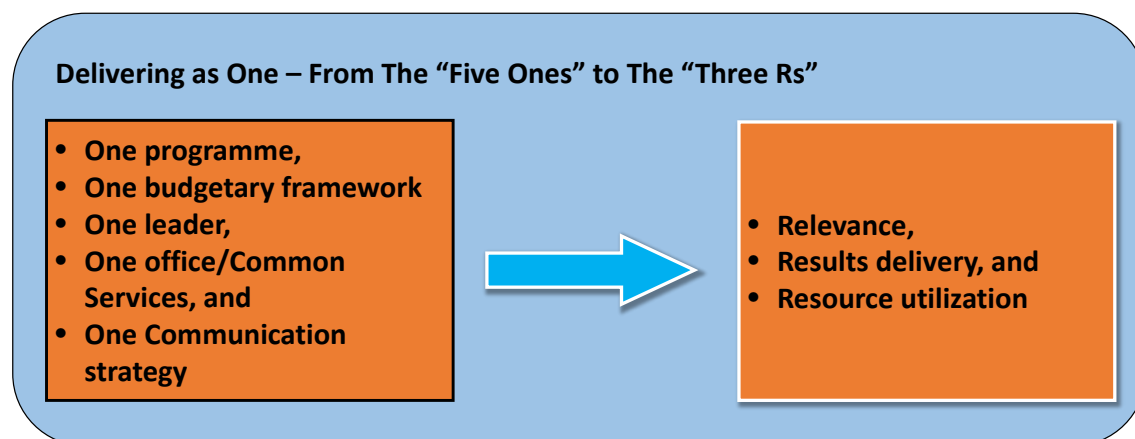 Delivering as One – From The “Five Ones” to The “Three Rs”
• One programme,
• One budgetary framework
• One leader,
• One office/Common
Services, and
• One Communication
strategy
• Relevance,
• Results delivery, and
• Resource utilization